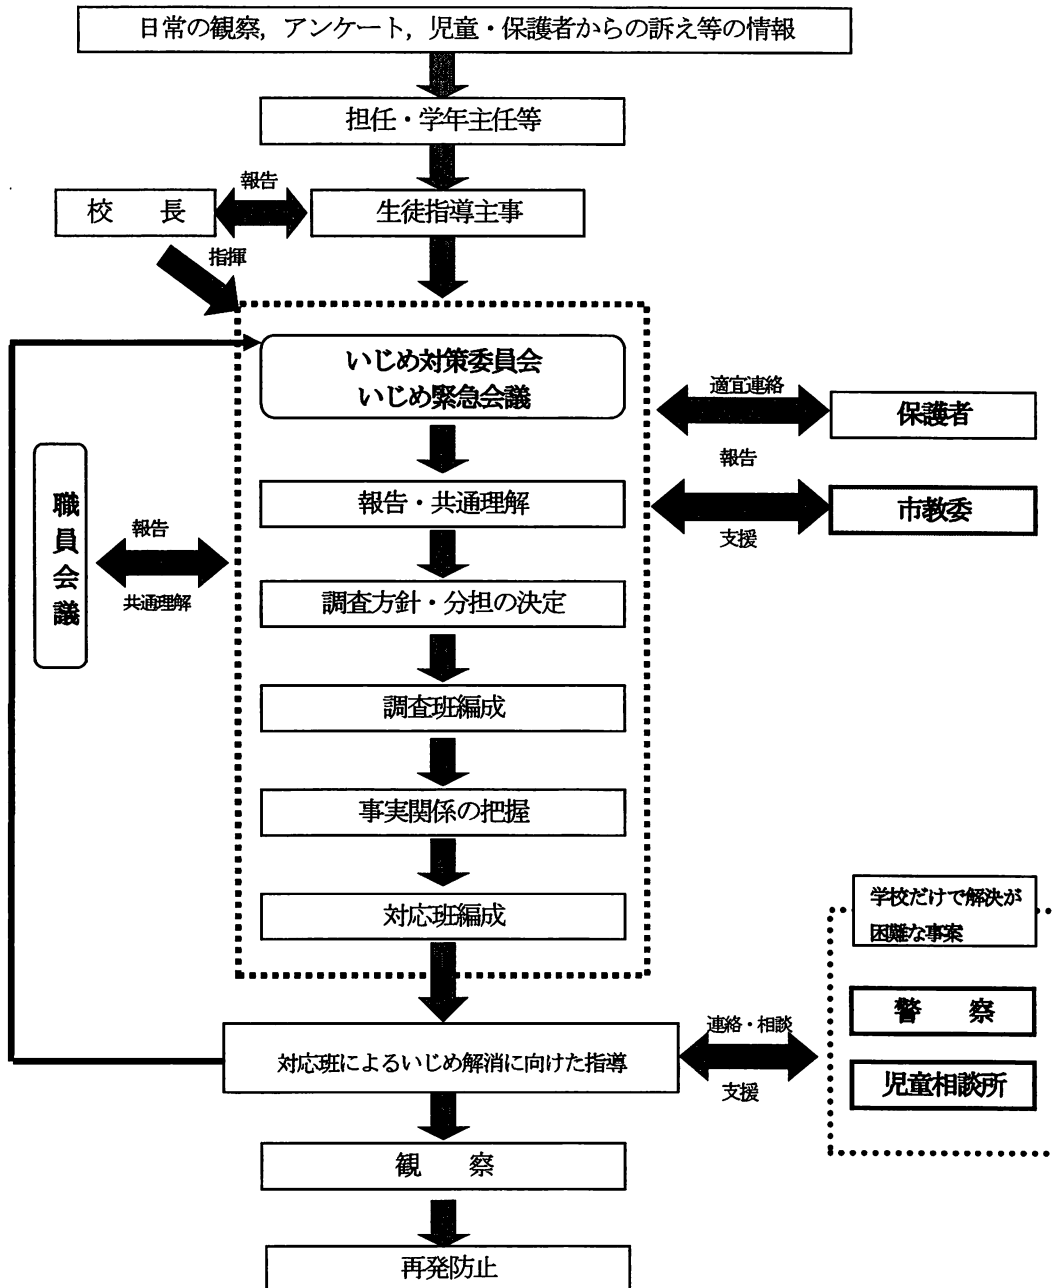 日常の観察，アンケート，児童・保護者からの訴え等の情報
担任・学年主任等
報告
校　長
生徒指導主事
指揮
いじめ対策委員会
いじめ緊急会議
適宜連絡
保護者
報告
市教委
支援
職員会議
報告
共通理解
報告・共通理解
調査方針・分担の決定
調査班編成
事実関係の把握
対応班編成
学校だけで解決が
困難な事案
警　察
児童相談所
連絡・相談
支援
対応班によるいじめ解消に向けた指導
観　察
再発防止